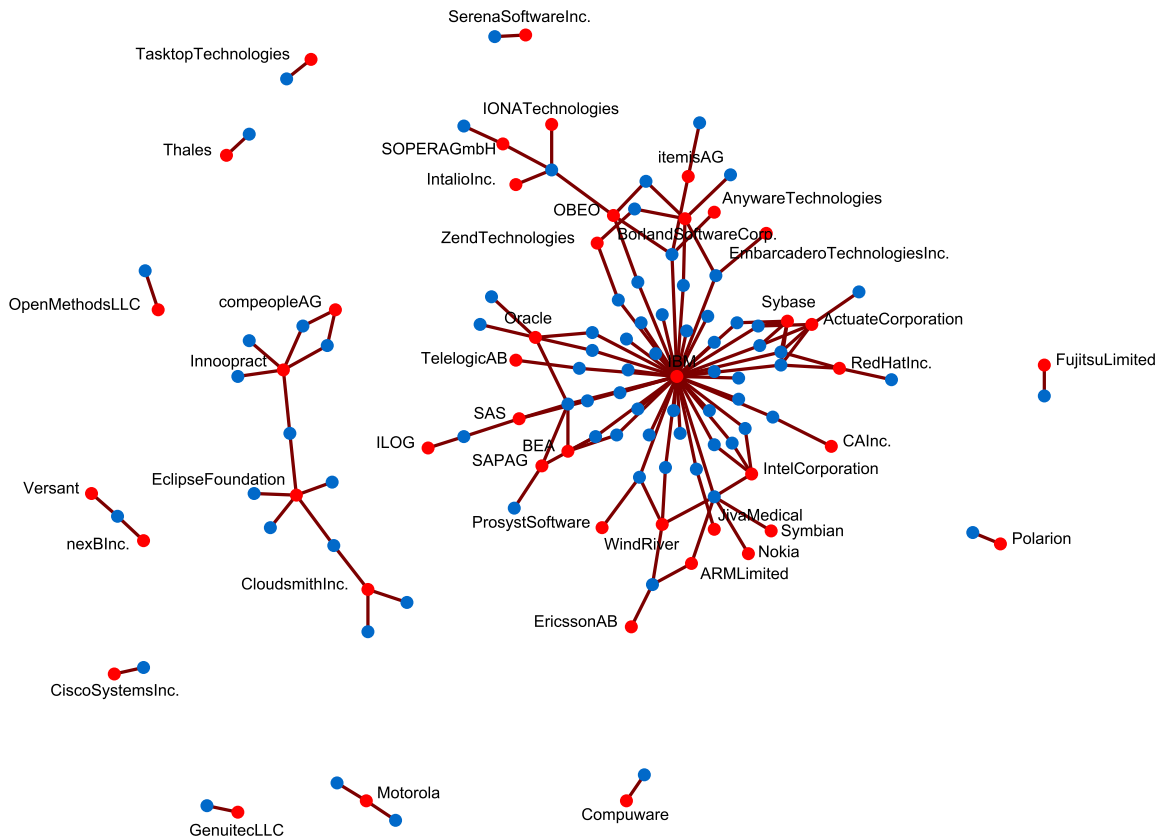 SerenaSoftwareInc.
TasktopTechnologies
IONATechnologies
Thales
SOPERAGmbH
itemisAG
IntalioInc.
AnywareTechnologies
OBEO
BorlandSoftwareCorp.
ZendTechnologies
EmbarcaderoTechnologiesInc.
OpenMethodsLLC
compeopleAG
Sybase
Oracle
ActuateCorporation
Innoopract
TelelogicAB
IBM
RedHatInc.
FujitsuLimited
SAS
ILOG
BEA
CAInc.
SAPAG
IntelCorporation
EclipseFoundation
Versant
ProsystSoftware
JivaMedical
Symbian
nexBInc.
WindRiver
Nokia
Polarion
ARMLimited
CloudsmithInc.
EricssonAB
CiscoSystemsInc.
Motorola
Compuware
GenuitecLLC